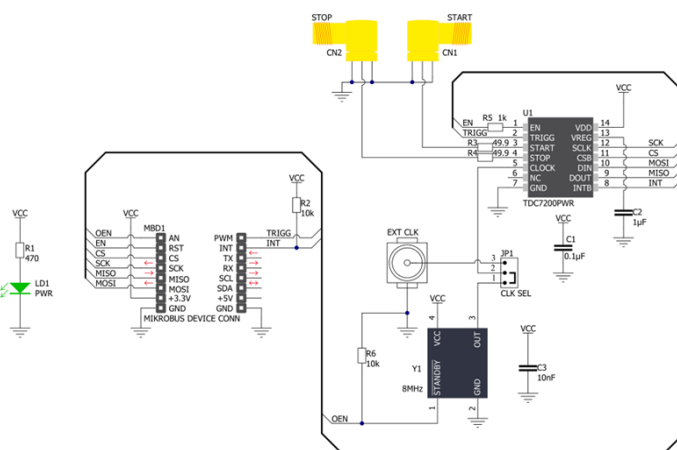 STOP START
CN2 CN1
VCC
U1
EN R5 1k 1 EN VDD 14
TRIGG 2 TRIGG VREG 13
R3 49.9 3 START SCLK 12 SCK
R4 49.9 4 STOP CSB 11 CS
5 CLOCK DIN 10 MOSI
6 NC DOUT 9 MISO
7 GND INTB 8 INT
TDC7200PWR
VCC
R2
10k
C2
1µF
VCC
C1
0.1µF
VCC
R1
470
LD1
PWR
VCC
MBD1
OEN AN PWM TRIGG
EN RST INT INT
CS CS TX
SCK SCK RX
MISO MISO SCL
MOSI MOSI SDA
+3.3V +5V
GND GND
MIKROBUS DEVICE CONN
EXT CLK
JP1
3
2
1
CLK SEL
VCC
4 3
VCC OUT
Y1
8MHz
STANDBY GND
1 2
R6
10k
OEN
VCC
C3
10nF